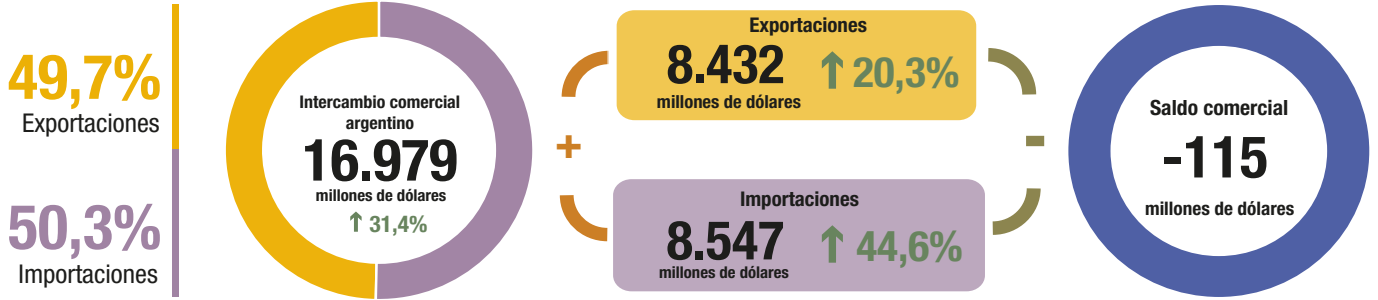 49,7%
Exportaciones
50,3%
Importaciones
Intercambio comercial
argentino
16.979
millones de dólares
↑ 31,4%
+
Exportaciones
8.432
millones de dólares
↑ 20,3%
Importaciones
8.547
millones de dólares
↑ 44,6%
-
Saldo comercial
-115
millones de dólares